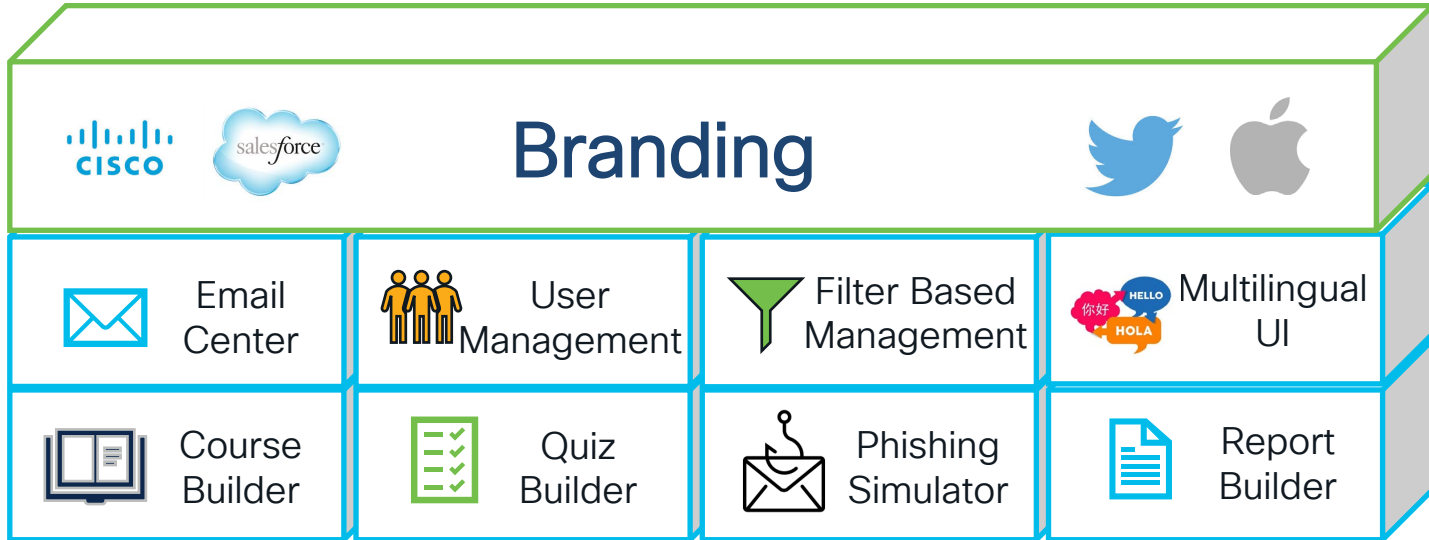 CISCO
salesforce
Branding
Email
Center
User
Management
Filter Based
Management
你好
HELLO
HOLA
Multilingual
UI
Course
Builder
Quiz
Builder
Phishing
Simulator
Report
Builder